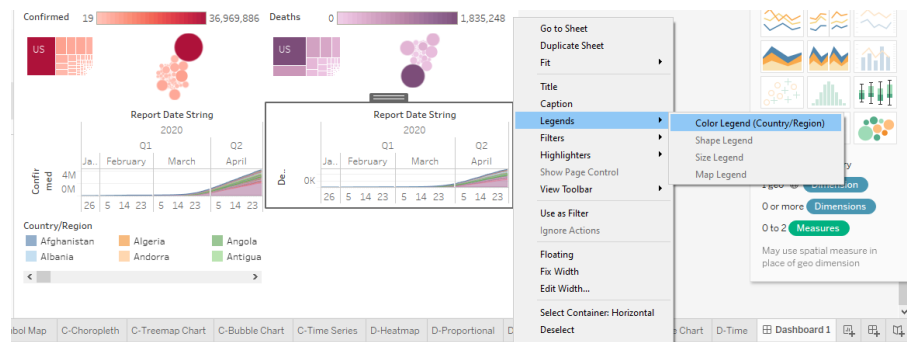 Confirmed 19 36,969,886 Deaths 0 1,835,248
US US
Report Date String
2020
Q1 Q2
Ja.. February March April
Confir
med
4M
0M
26 5 14 23 5 14 23 5 14 23
Report Date String
2020
Q1 Q2
Ja.. February March April
De..
0K
26 5 14 23 5 14 23 5 14 23
Country/Region
Afghanistan Algeria Angola
Albania Andorra Antigua
Go to Sheet
Duplicate Sheet
Fit
Title
Caption
Legends
Filters
Highlighters
Show Page Control
View Toolbar
Use as Filter
Ignore Actions
Floating
Fix Width
Edit Width...
Select Container: Horizontal
Deselect
Color Legend (Country/Region)
Shape Legend
Size Legend
Map Legend
1 geo Dimension
0 or more Dimensions
0 to 2 Measures
May use spatial measure in
place of geo dimension
bol Map C-Choropleth C-Treemap Chart C-Bubble Chart C-Time Series D-Heatmap D-Proportional D e Chart D-Time Dashboard 1